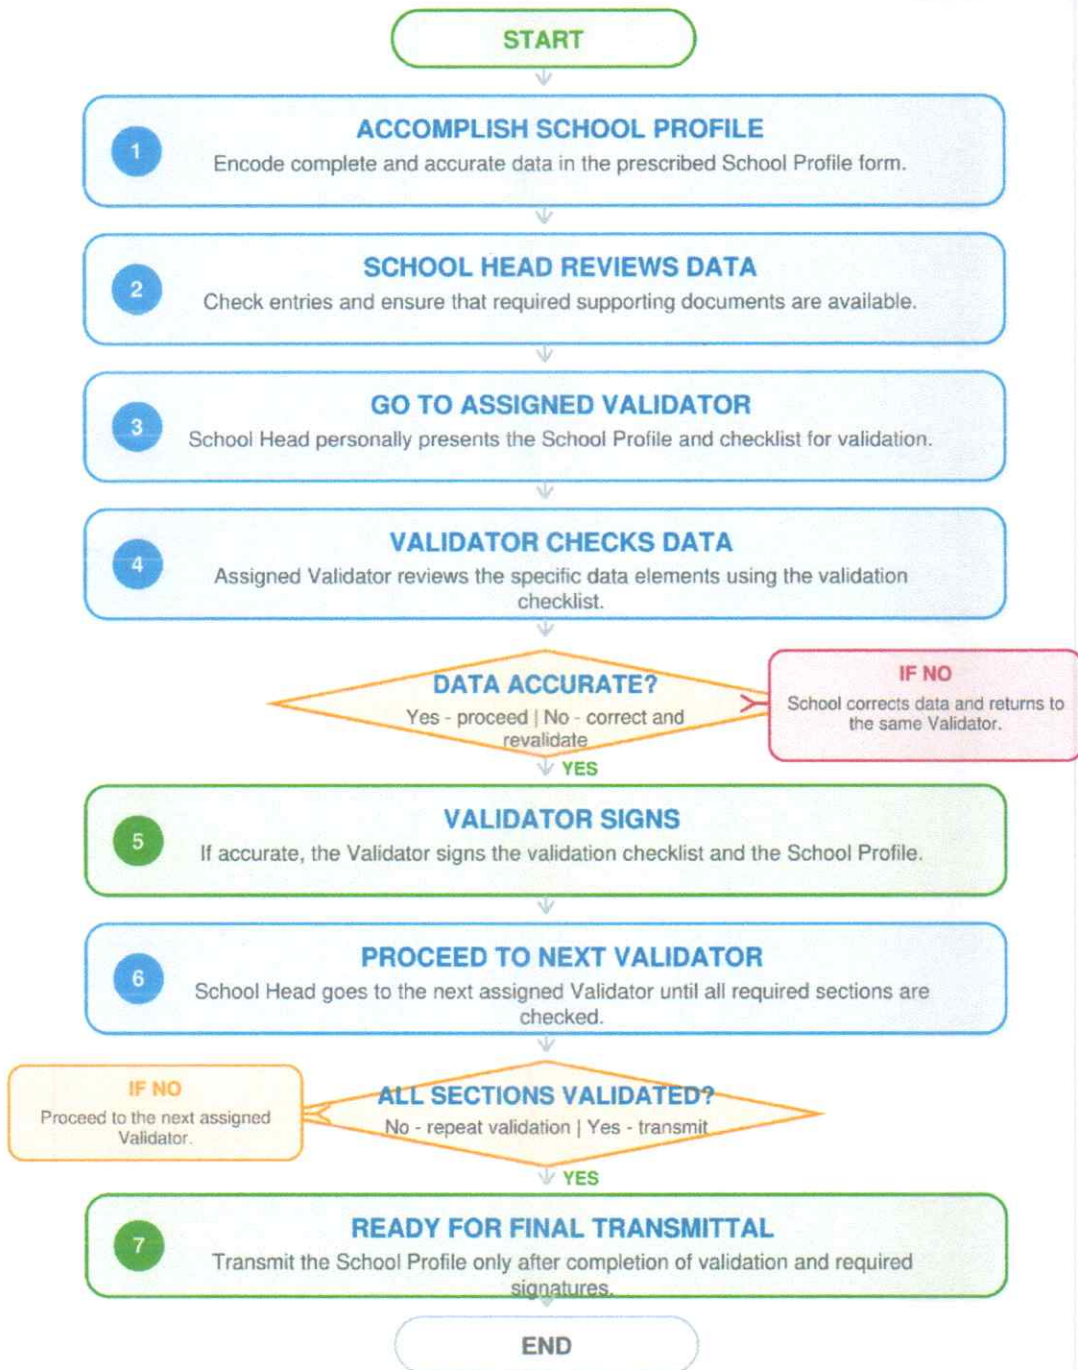 START
1
ACCOMPLISH SCHOOL PROFILE
Encode complete and accurate data in the prescribed School Profile form.
2
SCHOOL HEAD REVIEWS DATA
Check entries and ensure that required supporting documents are available.
3
GO TO ASSIGNED VALIDATOR
School Head personally presents the School Profile and checklist for validation.
4
VALIDATOR CHECKS DATA
Assigned Validator reviews the specific data elements using the validation
checklist.
DATA ACCURATE?
Yes - proceed | No - correct and
revalidate
IF NO
School corrects data and returns to
the same Validator.
YES
5
VALIDATOR SIGNS
If accurate, the Validator signs the validation checklist and the School Profile.
6
PROCEED TO NEXT VALIDATOR
School Head goes to the next assigned Validator until all required sections are
checked.
IF NO
Proceed to the next assigned
Validator.
ALL SECTIONS VALIDATED?
No - repeat validation | Yes - transmit
YES
7
READY FOR FINAL TRANSMITTAL
Transmit the School Profile only after completion of validation and required
signatures.
END